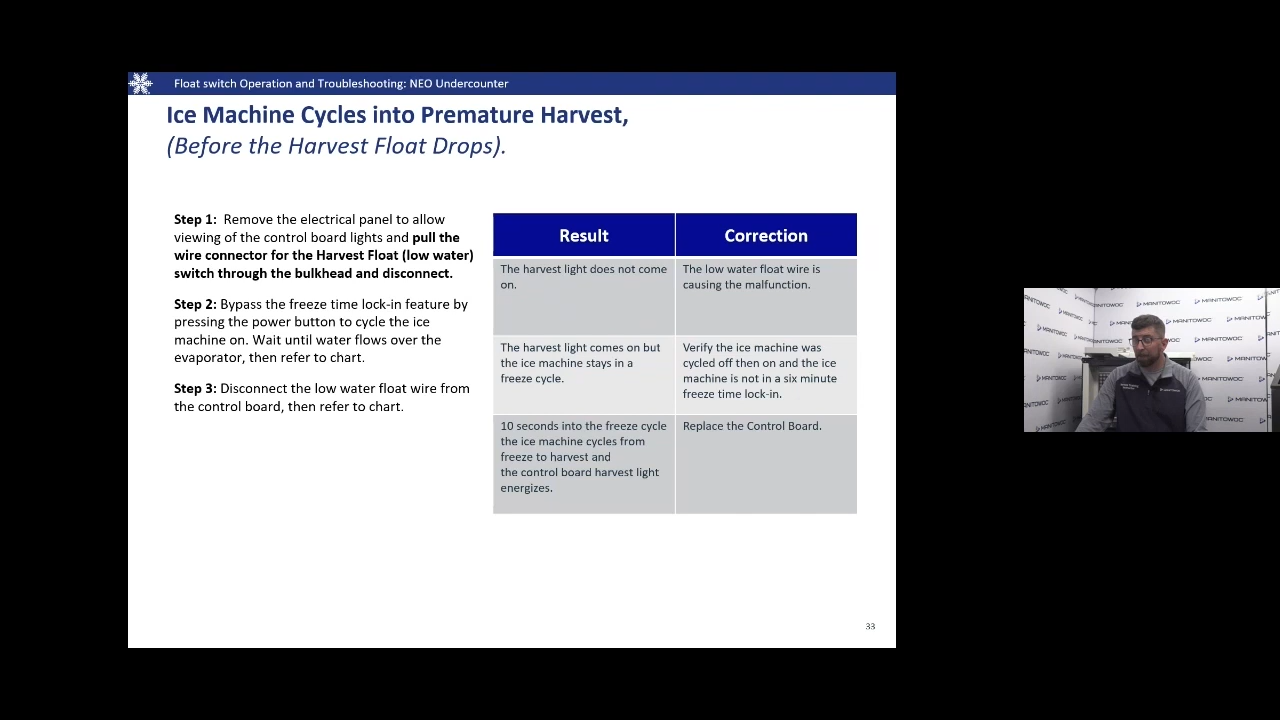 Float switch Operation and Troubleshooting: NEO Undercounter
Ice Machine Cycles into Premature Harvest,
(Before the Harvest Float Drops).
Step 1:  Remove the electrical panel to allow
viewing of the control board lights and pull the
wire connector for the Harvest Float (low water)
switch through the bulkhead and disconnect.
Step 2: Bypass the freeze time lock-in feature by
pressing the power button to cycle the ice
machine on. Wait until water flows over the
evaporator, then refer to chart.
Step 3: Disconnect the low water float wire from
the control board, then refer to chart.
Result
Correction
The harvest light does not come
on.
The low water float wire is
causing the malfunction.
The harvest light comes on but
the ice machine stays in a
freeze cycle.
Verify the ice machine was
cycled off then on and the ice
machine is not in a six minute
freeze time lock-in.
10 seconds into the freeze cycle
the ice machine cycles from
freeze to harvest and
the control board harvest light
energizes.
Replace the Control Board.
33
MANITOWOC